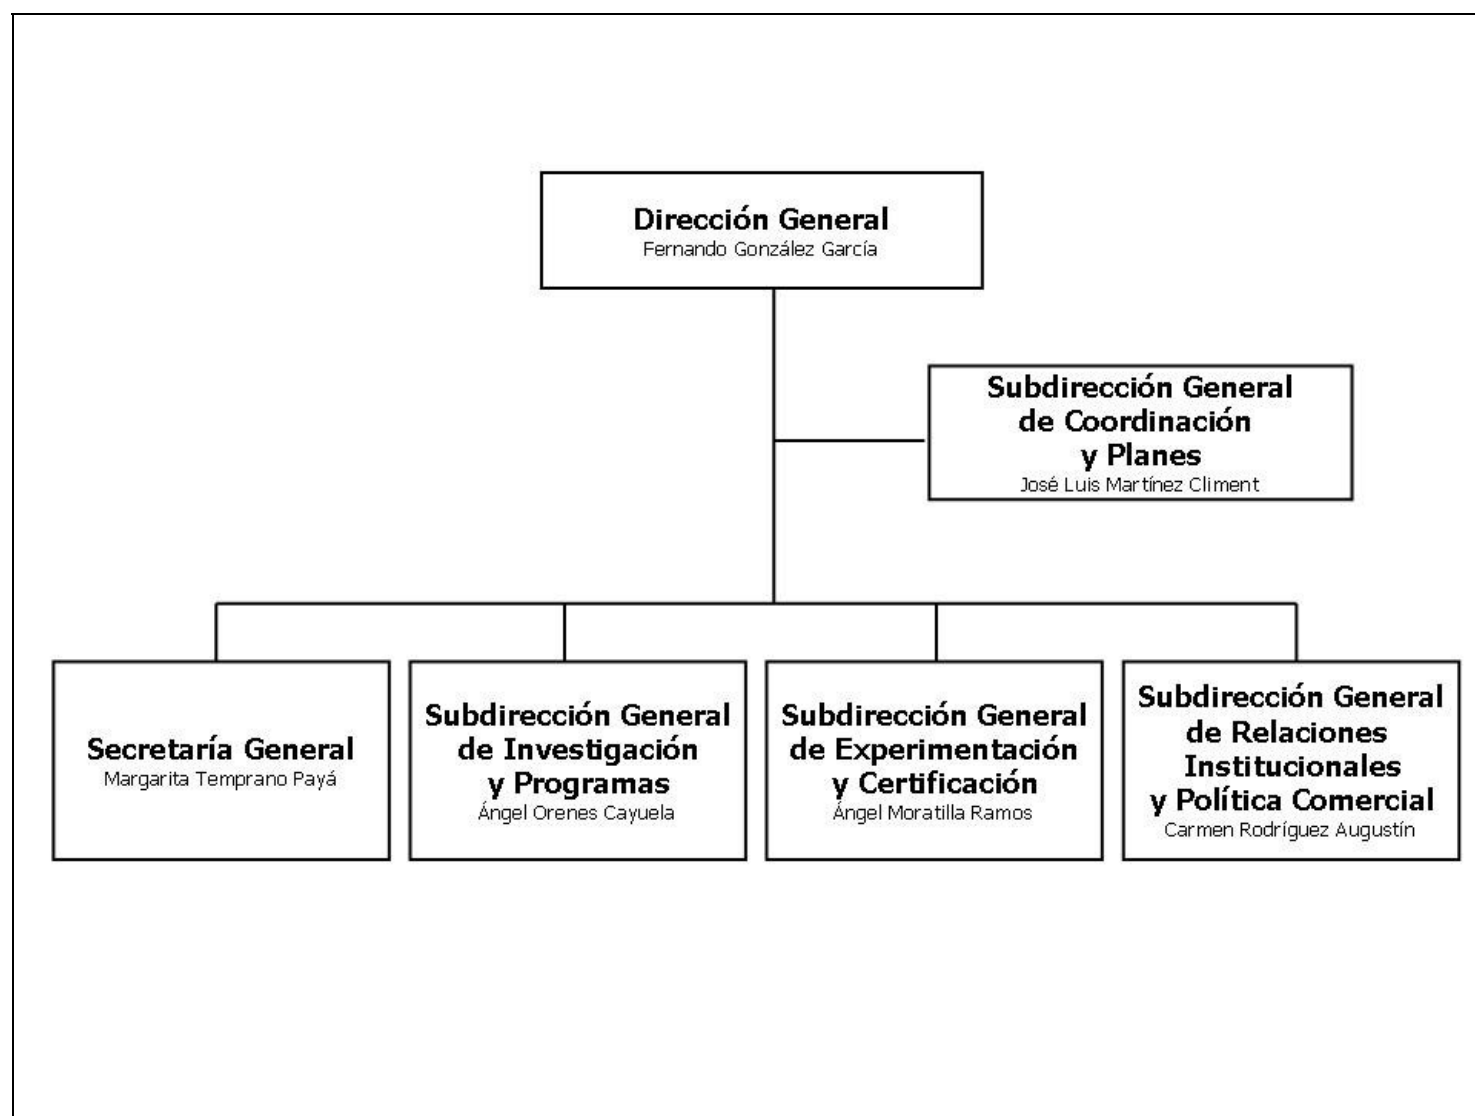 Dirección General
Fernando González García
Subdirección General
de Coordinación
y Planes
José Luis Martínez Climent
Secretaría General
Margarita Temprano Payá
Subdirección General
de Investigación
y Programas
Ángel Orenes Cayuela
Subdirección General
de Experimentación
y Certificación
Ángel Moratilla Ramos
Subdirección General
de Relaciones
Institucionales
y Política Comercial
Carmen Rodríguez Augustín